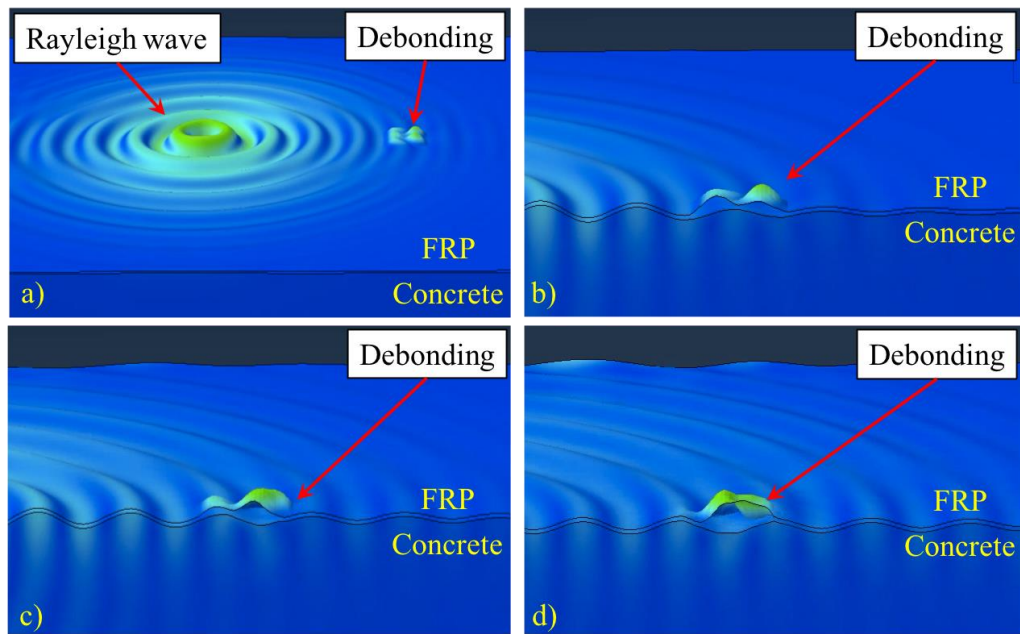 Rayleigh wave
Debonding
FRP
Concrete
a)
Debonding
FRP
Concrete
b)
Debonding
FRP
Concrete
c)
Debonding
FRP
Concrete
d)